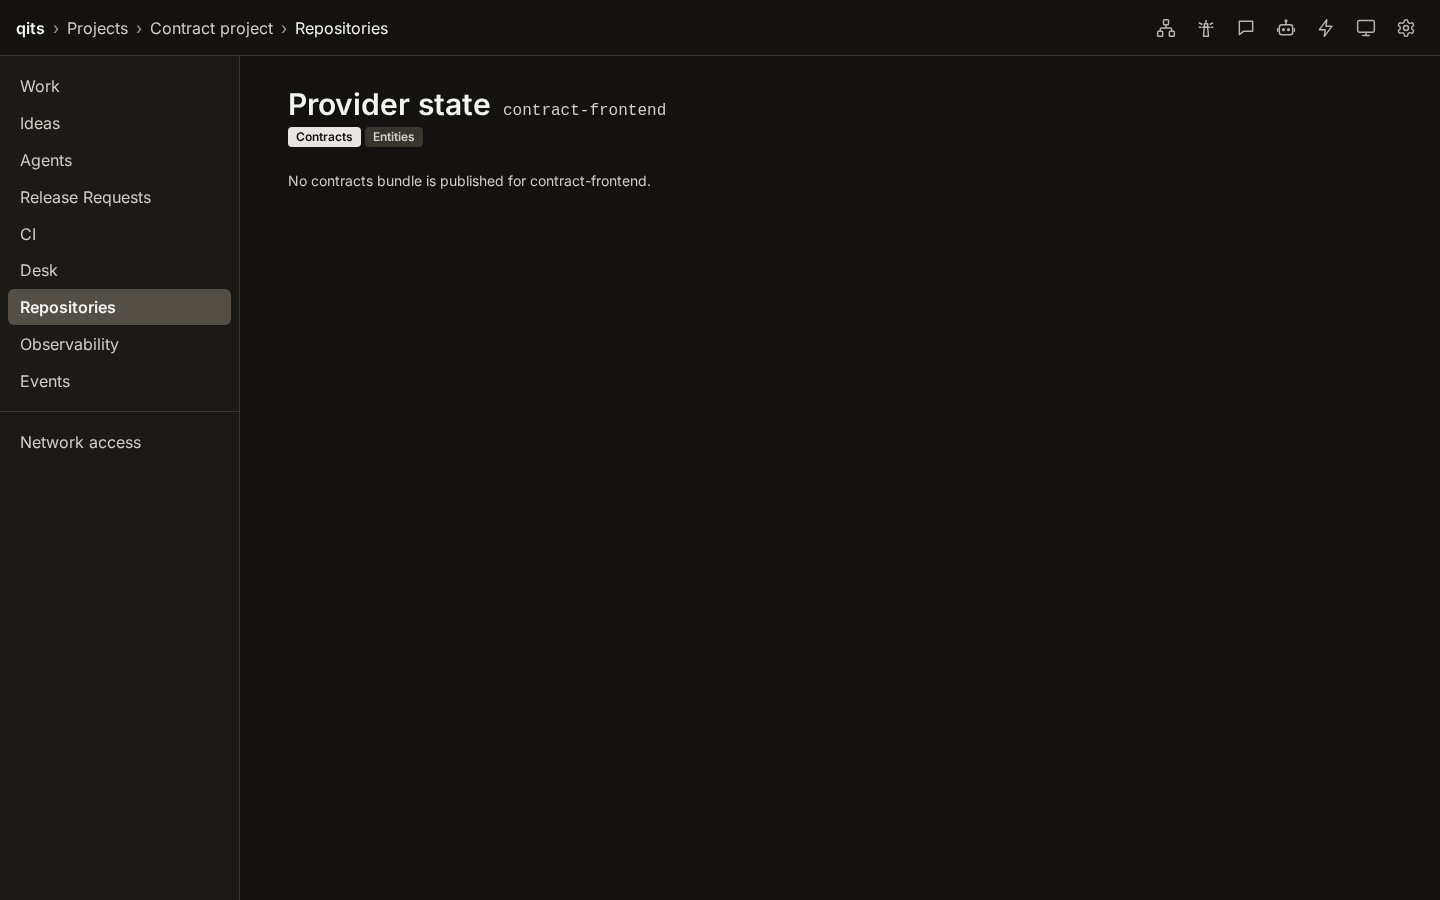 qits › Projects › Contract project › Repositories
Work
Ideas
Agents
Release Requests
CI
Desk
Repositories
Observability
Events
Network access
Provider state contract-frontend
Contracts Entities
No contracts bundle is published for contract-frontend.